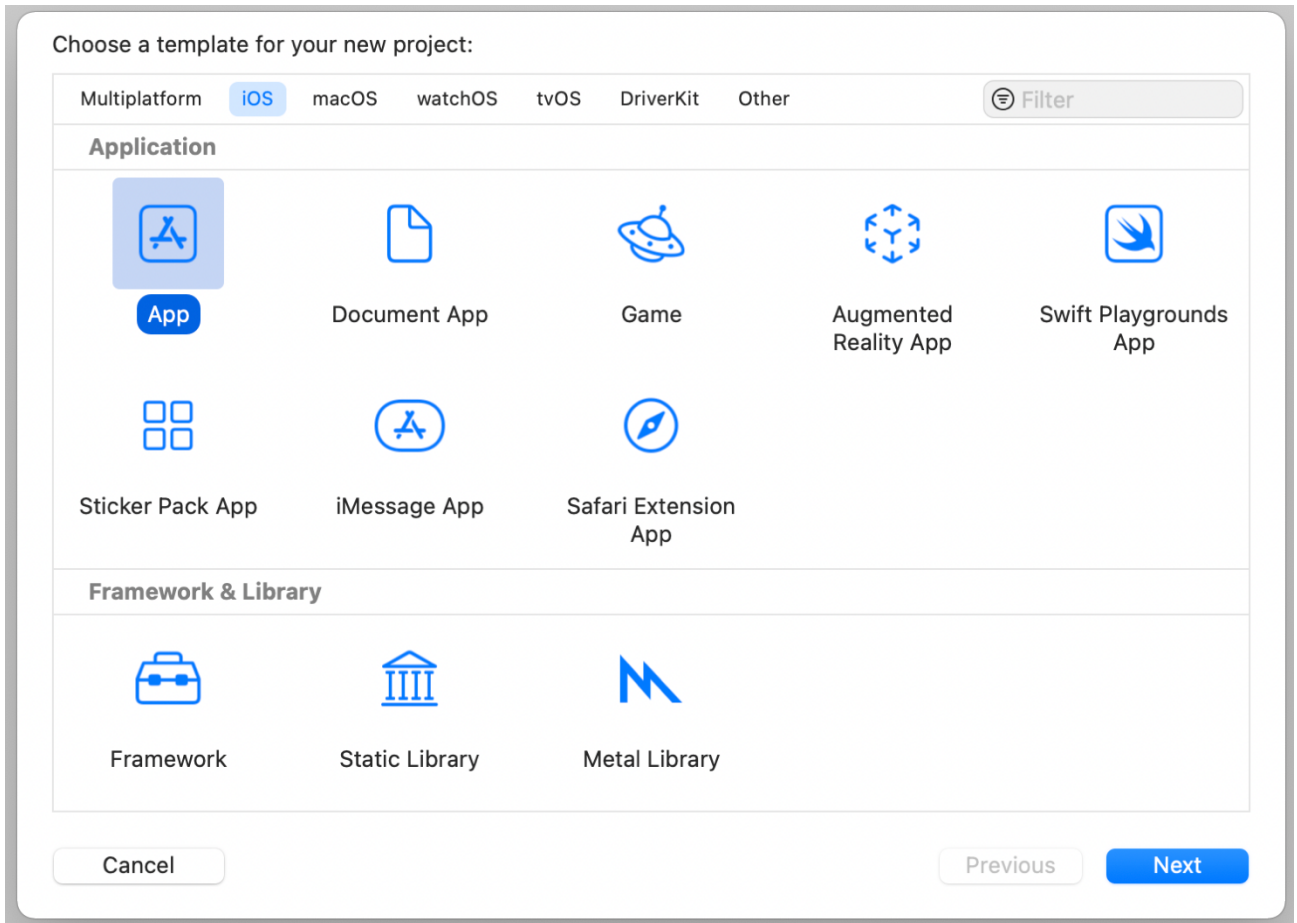 Choose a template for your new project:
Multiplatform iOS macOS watchOS tvOS DriverKit Other Filter
Application
App Document App Game Augmented Reality App Swift Playgrounds App
Sticker Pack App iMessage App Safari Extension App
Framework & Library
Framework Static Library Metal Library
Cancel Previous Next